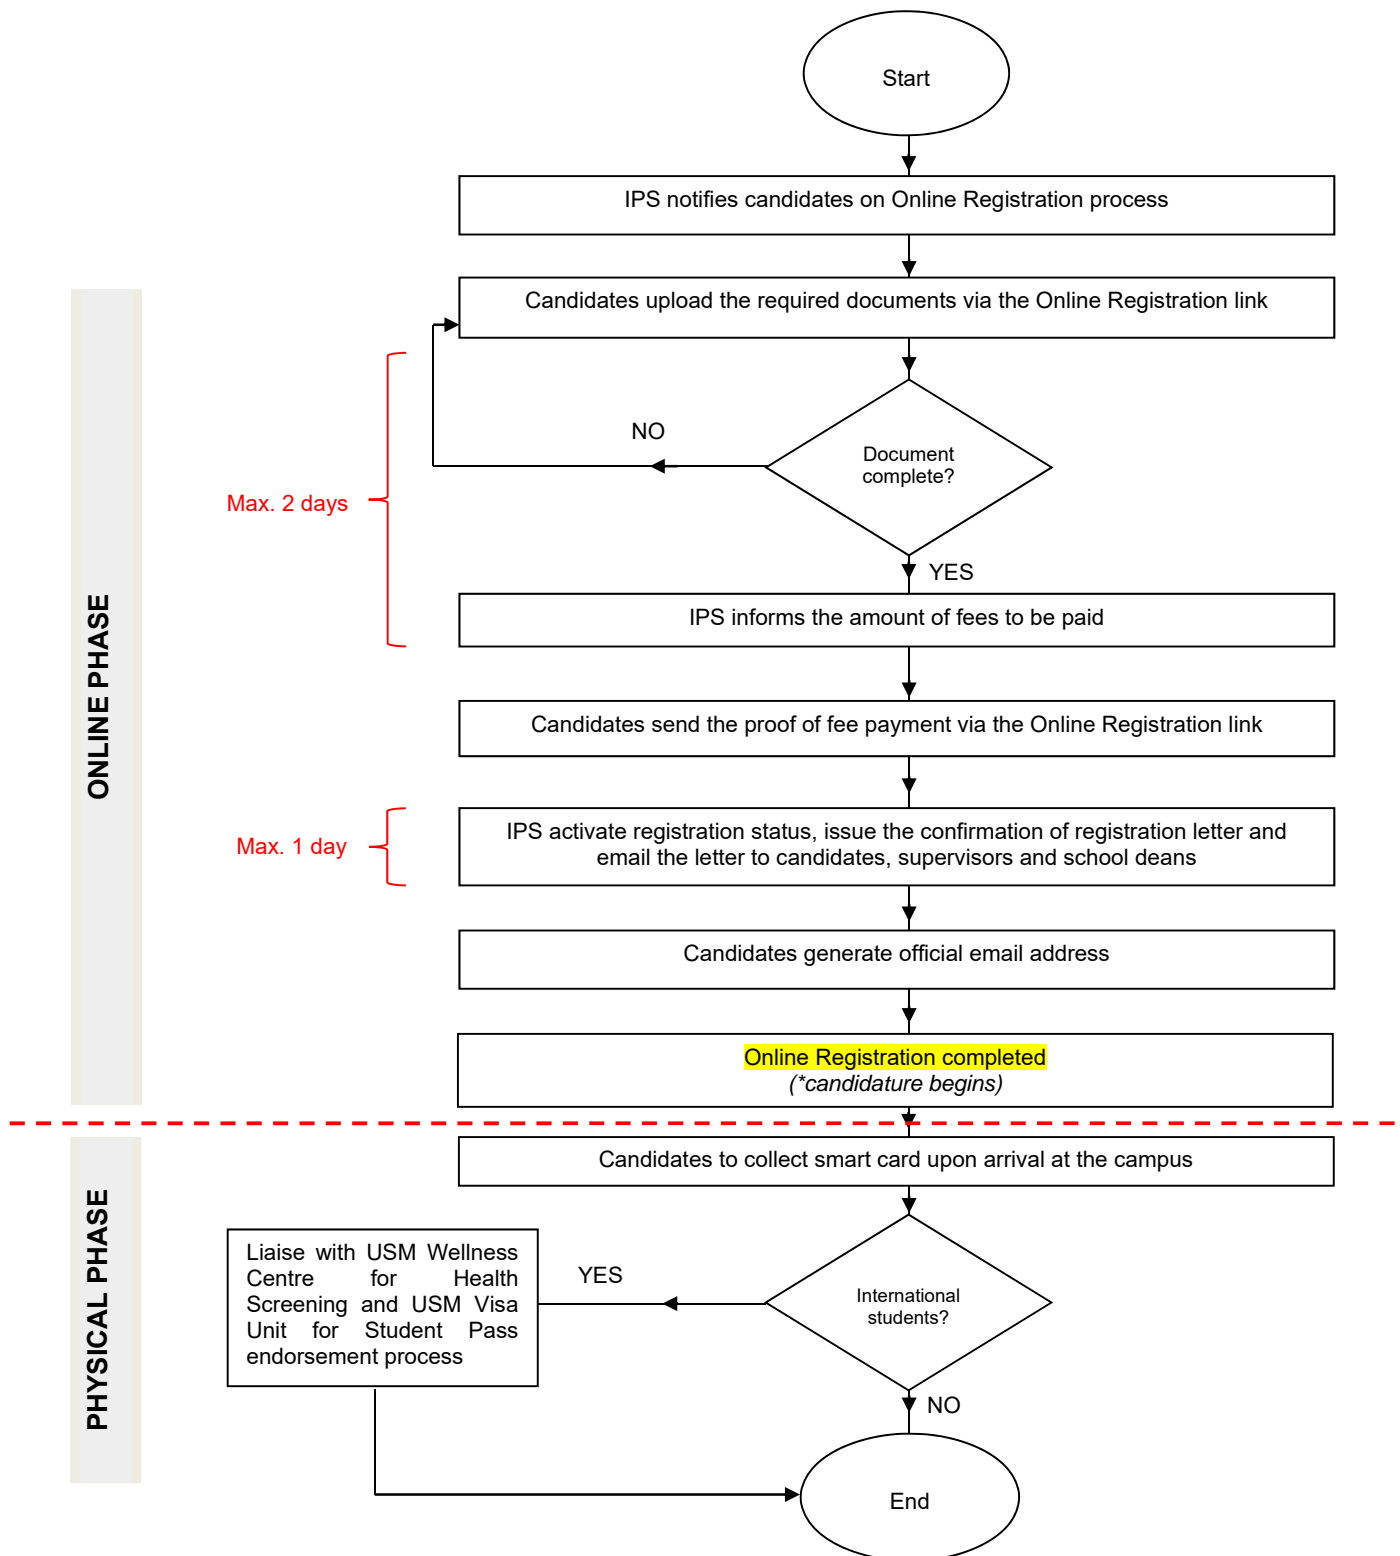 Start
IPS notifies candidates on Online Registration process
Candidates upload the required documents via the Online Registration link
NO
Document
complete?
Max. 2 days
YES
IPS informs the amount of fees to be paid
ONLINE PHASE
Candidates send the proof of fee payment via the Online Registration link
IPS activate registration status, issue the confirmation of registration letter and
email the letter to candidates, supervisors and school deans
Max. 1 day
Candidates generate official email address
Online Registration completed
(*candidature begins)
Candidates to collect smart card upon arrival at the campus
PHYSICAL PHASE
Liaise with USM Wellness
Centre for Health
Screening and USM Visa
Unit for Student Pass
endorsement process
YES
International
students?
NO
End